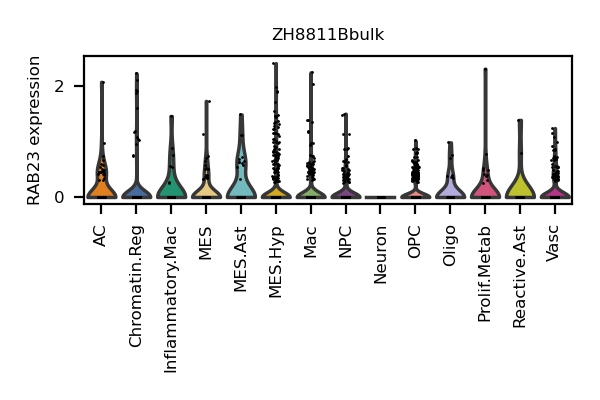 ZH8811Bbulk
RAB23 expression
2
0
AC
Chromatin.Reg
Inflammatory.Mac
MES
MES.Ast
MES.Hyp
Mac
NPC
Neuron
OPC
Oligo
Prolif.Metab
Reactive.Ast
Vasc